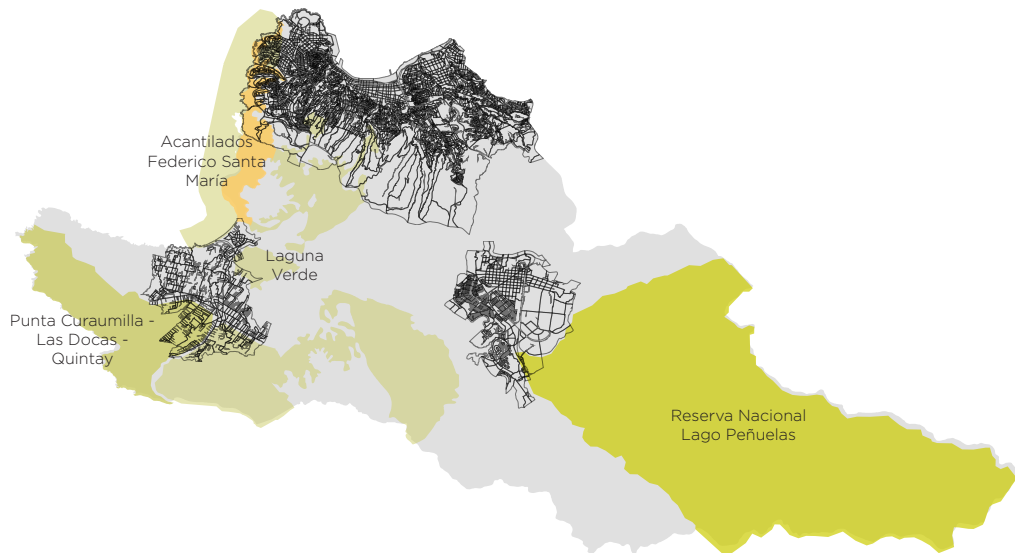 Acantilados
Federico Santa
María
Laguna
Verde
Punta Curaumilla -
Las Docas -
Quintay
Reserva Nacional
Lago Peñuelas